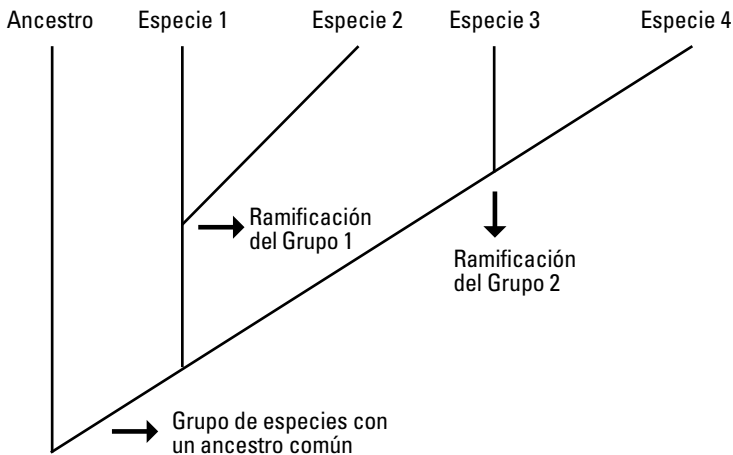 Ancestro
Especie 1
Especie 2
Especie 3
Especie 4
Ramificación
del Grupo 1
Ramificación
del Grupo 2
Grupo de especies con
un ancestro común